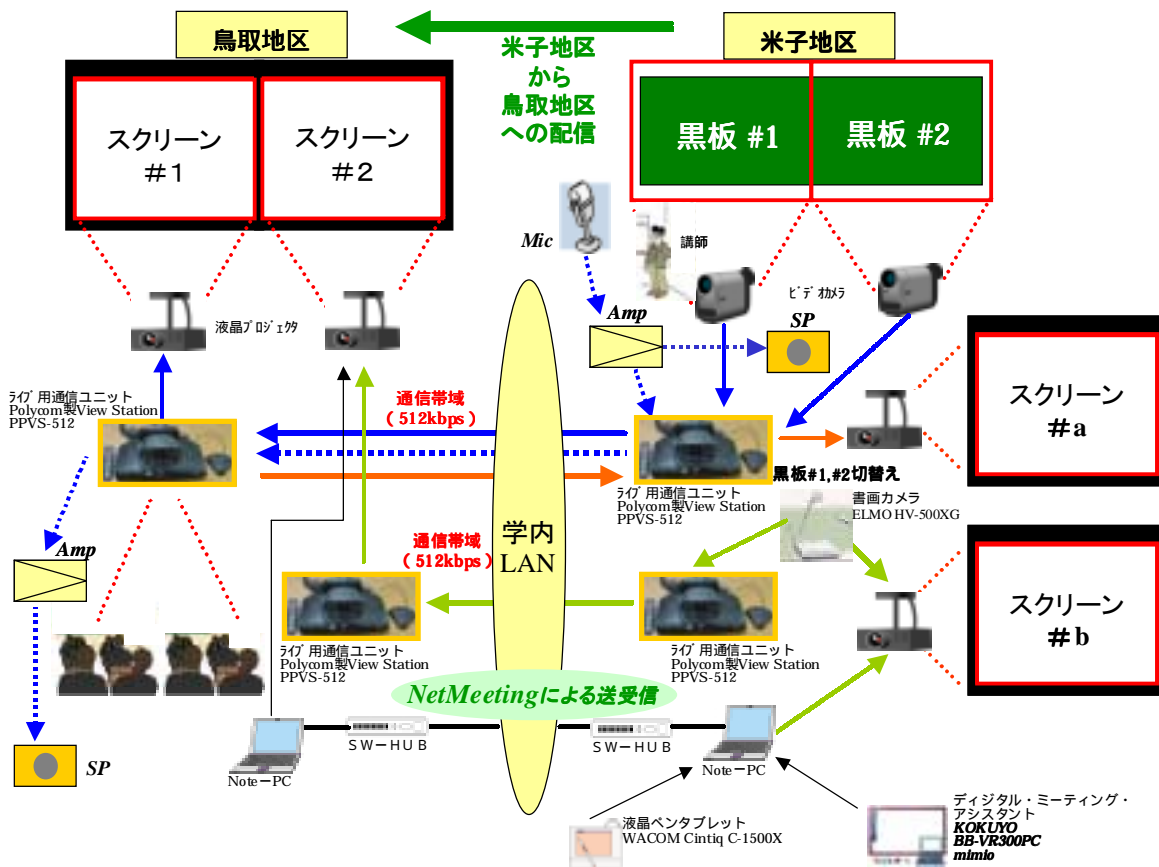 鳥取地区
米子地区
から
鳥取地区
への配信
米子地区
スクリーン
#1
スクリーン
#2
黒板 #1
黒板 #2
Mic
講師
ﾋﾞﾃﾞｵｶﾒﾗ
SP
Amp
液晶ﾌﾟﾛｼﾞｪｸﾀ
ﾗｲﾌﾞ用通信ユニット
Polycom製View Station
PPVS-512
通信帯域
(512kbps)
スクリーン
#a
黒板#1,#2切替え
ﾗｲﾌﾞ用通信ユニット
Polycom製View Station
PPVS-512
書画カメラ
ELMO HV-500XG
Amp
通信帯域
(512kbps)
学内
LAN
スクリーン
#b
ﾗｲﾌﾞ用通信ユニット
Polycom製View Station
PPVS-512
ﾗｲﾌﾞ用通信ユニット
Polycom製View Station
PPVS-512
NetMeetingによる送受信
SP
SW－HUB
Note－PC
SW－HUB
Note－PC
液晶ペンタブレット
WACOM Cintiq C-1500X
ディジタル・ミーティング・
アシスタント
KOKUYO
BB-VR300PC
mimio